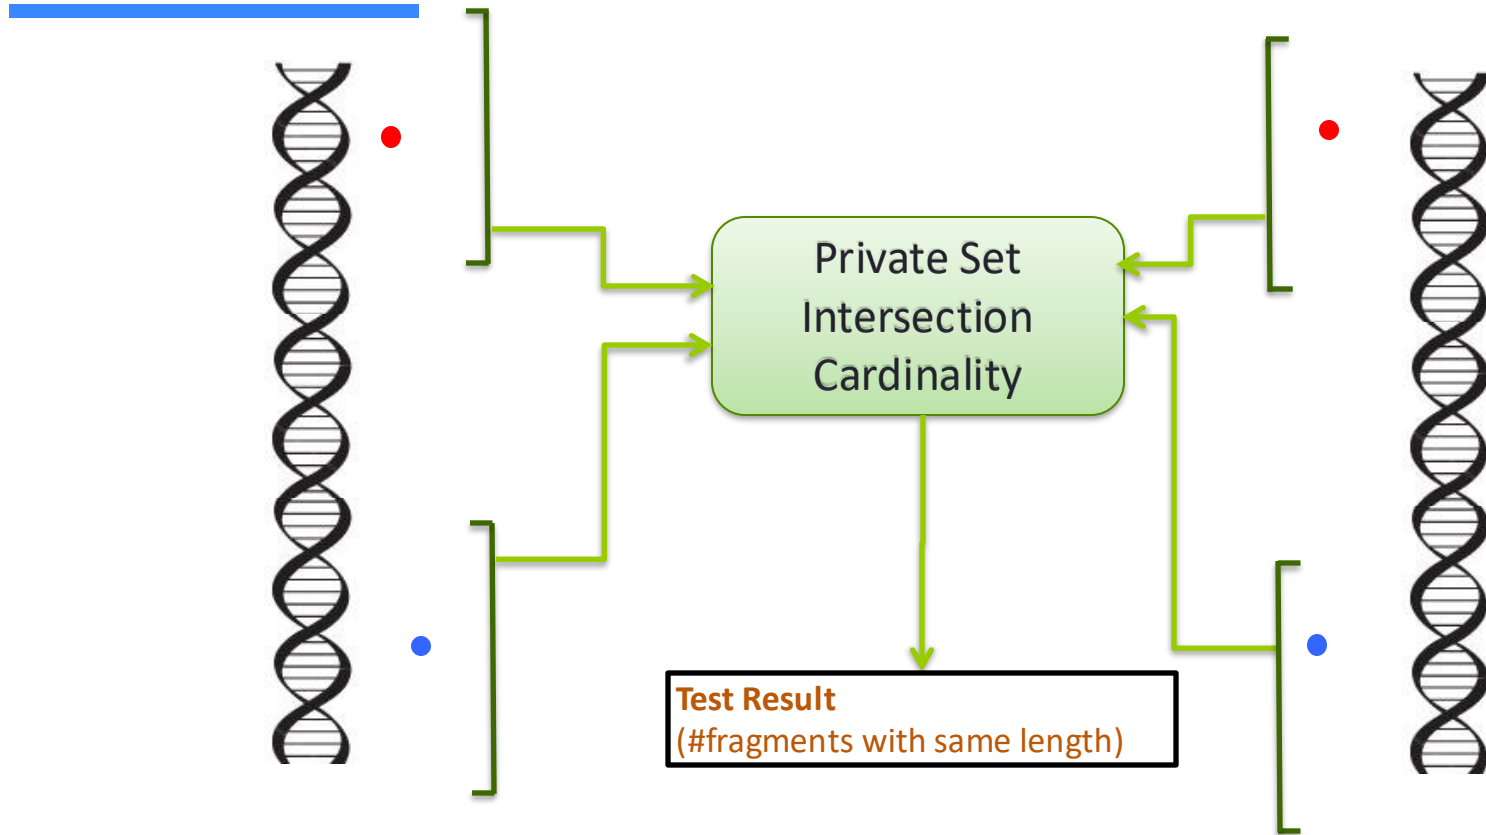 Private Set
Intersection
Cardinality
Test Result
(#fragments with same length)